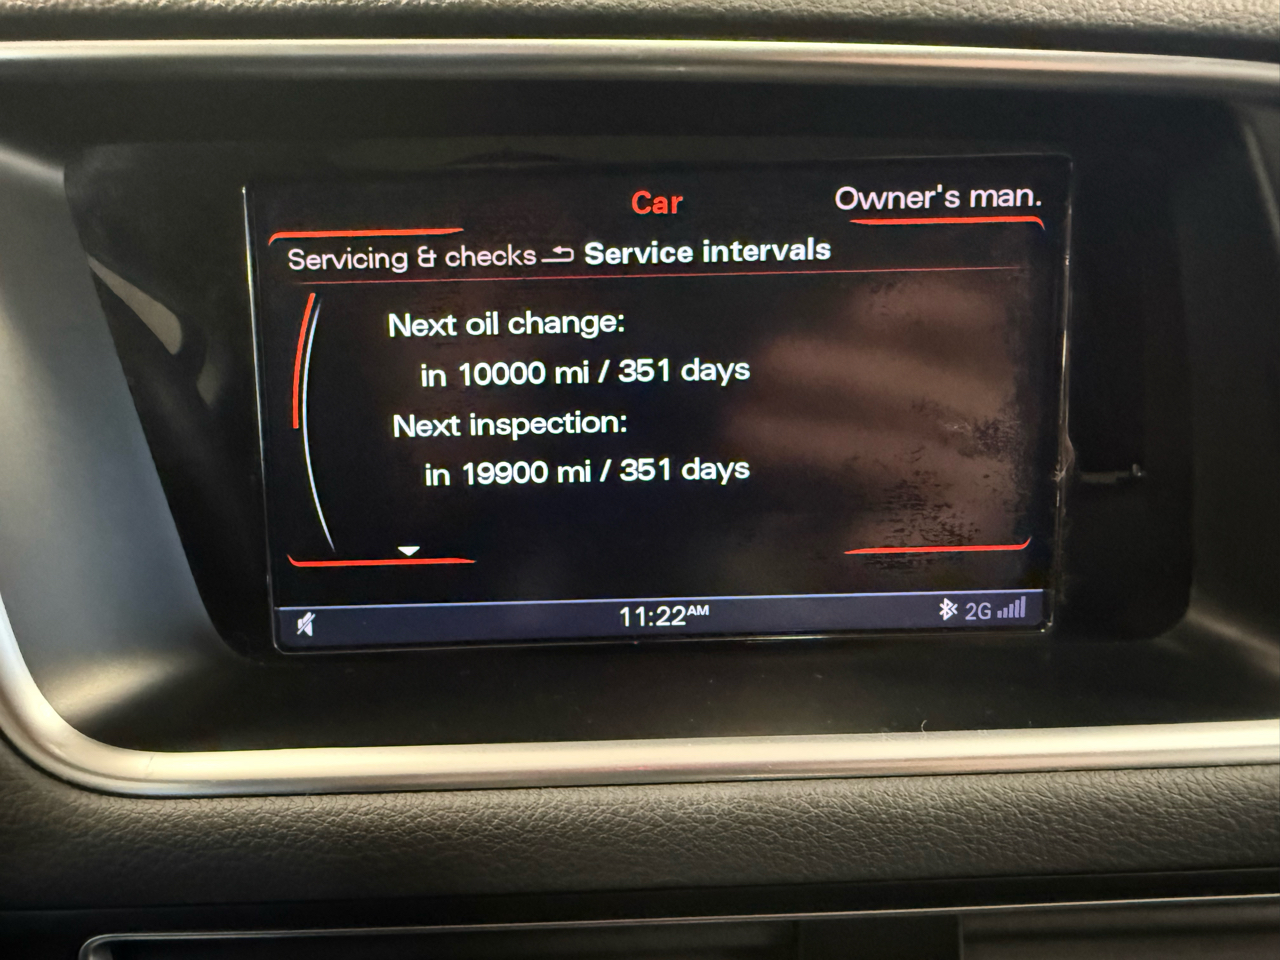 Car
Owner's man.
Servicing & checks Service intervals
Next oil change:
in 10000 mi / 351 days
Next inspection:
in 19900 mi / 351 days
11:22AM
2G